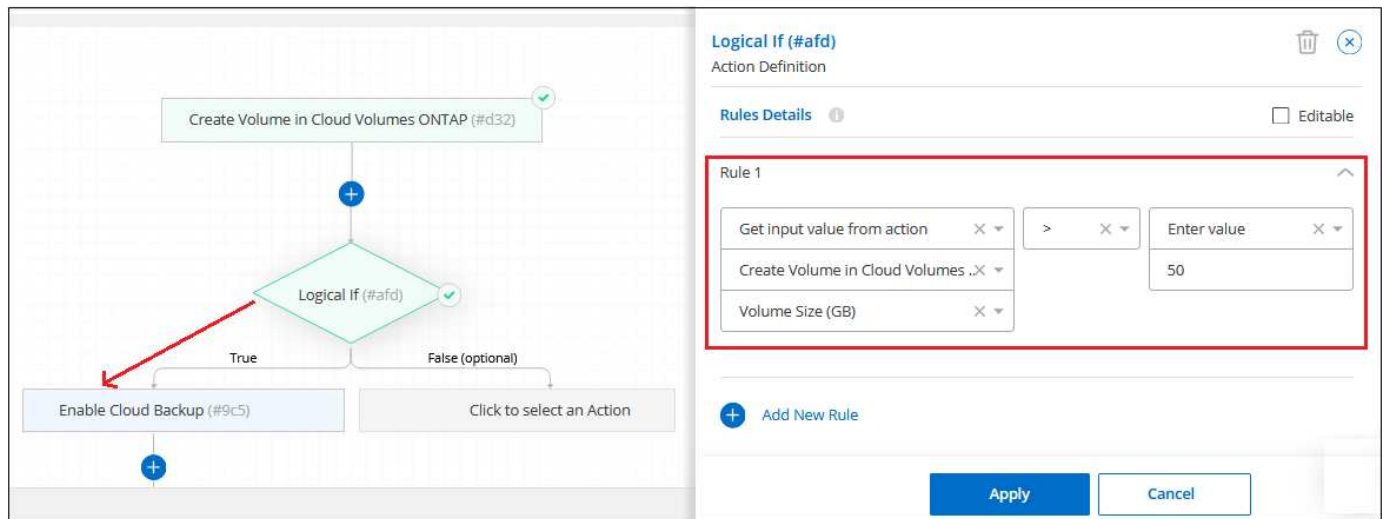 Create Volume in Cloud Volumes ONTAP (#d32)
Logical If (#afd)
True
False (optional)
Enable Cloud Backup (#9c5)
Click to select an Action
Logical If (#afd)
Action Definition
Rules Details
Editable
Rule 1
Get input value from action
>
Enter value
Create Volume in Cloud Volumes ..
50
Volume Size (GB)
Add New Rule
Apply
Cancel